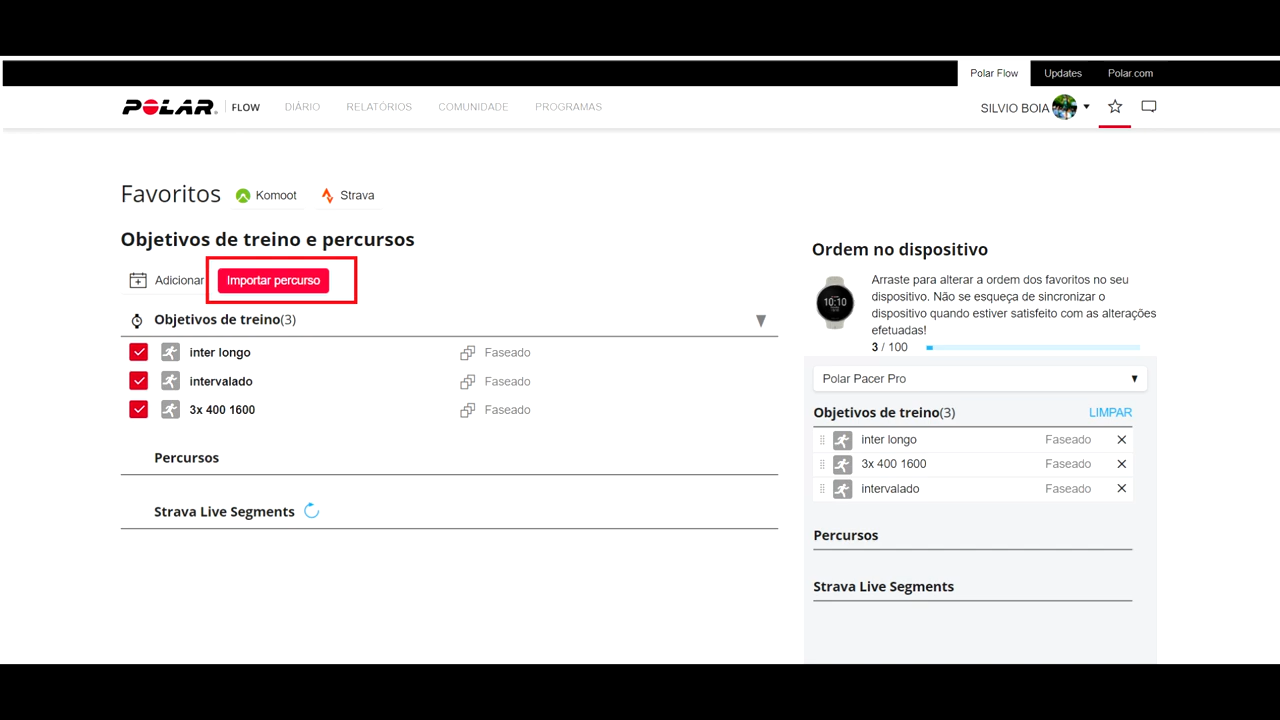 Polar Flow Updates Polar.com
POLAR FLOW DIÁRIO RELATÓRIOS COMUNIDADE PROGRAMAS SILVIO BOIA
Favoritos Komoot Strava
Objetivos de treino e percursos
Adicionar Importar percurso
Objetivos de treino(3)
inter longo Faseado
intervalado Faseado
3x 400 1600 Faseado
Percursos
Strava Live Segments
Ordem no dispositivo
Arraste para alterar a ordem dos favoritos no seu
dispositivo. Não se esqueça de sincronizar o
dispositivo quando estiver satisfeito com as alterações
efetuadas!
10:10
3 / 100
Polar Pacer Pro
Objetivos de treino(3) LIMPAR
inter longo Faseado
3x 400 1600 Faseado
intervalado Faseado
Percursos
Strava Live Segments